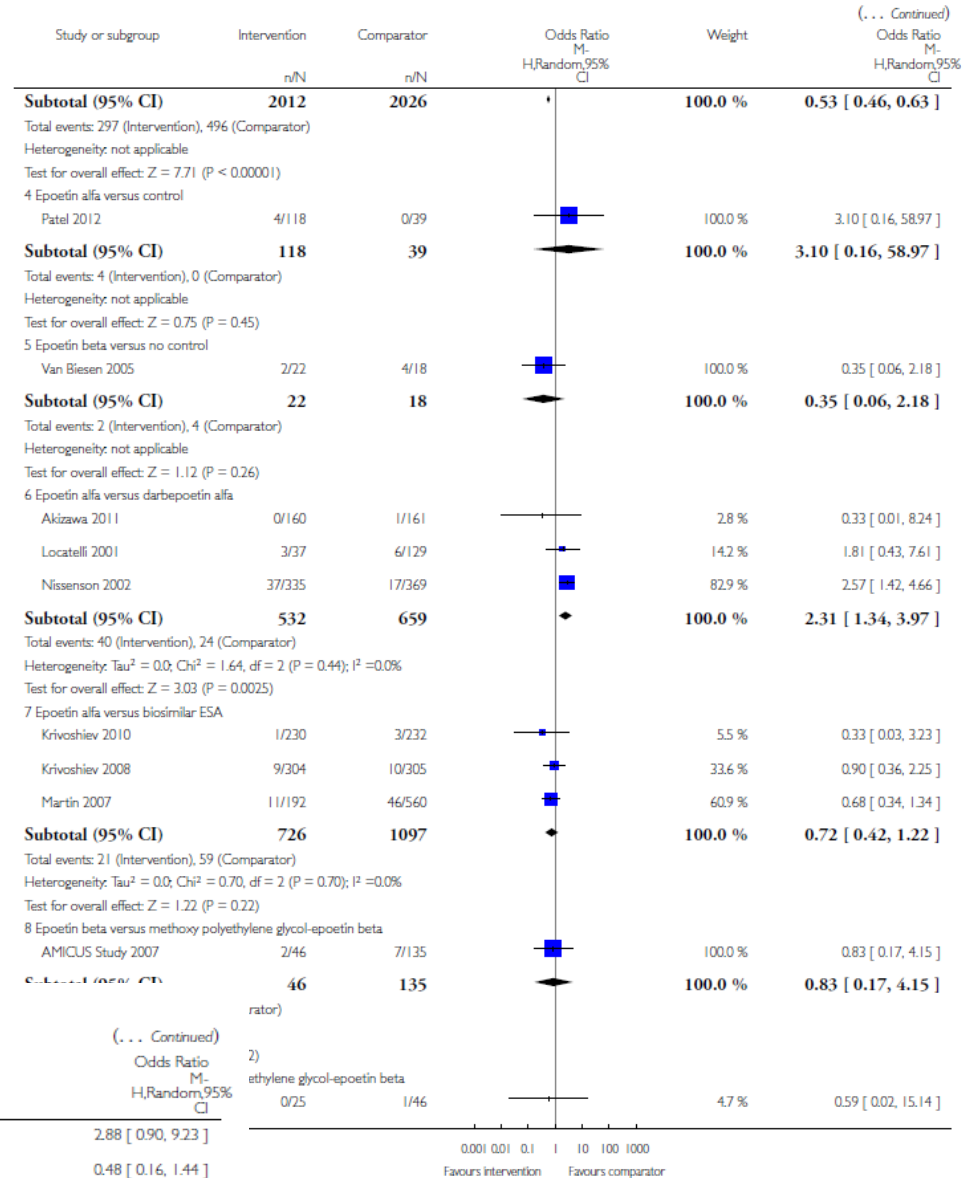 (... Continued)
Study or subgroup Intervention Comparator Odds Ratio Weight Odds Ratio
M- M-
H,Random,95% H,Random,95%
n/N n/N CI CI
Subtotal (95% CI) 2012 2026 100.0 % 0.53 [ 0.46, 0.63 ]
Total events: 297 (Intervention), 496 (Comparator)
Heterogeneity: not applicable
Test for overall effect: Z = 7.71 (P < 0.00001)
4 Epoetin alfa versus control
Patel 2012 4/118 0/39 100.0 % 3.10 [ 0.16, 58.97 ]
Subtotal (95% CI) 118 39 100.0 % 3.10 [ 0.16, 58.97 ]
Total events: 4 (Intervention), 0 (Comparator)
Heterogeneity: not applicable
Test for overall effect: Z = 0.75 (P = 0.45)
5 Epoetin beta versus no control
Van Biesen 2005 2/22 4/18 100.0 % 0.35 [ 0.06, 2.18 ]
Subtotal (95% CI) 22 18 100.0 % 0.35 [ 0.06, 2.18 ]
Total events: 2 (Intervention), 4 (Comparator)
Heterogeneity: not applicable
Test for overall effect: Z = 1.12 (P = 0.26)
6 Epoetin alfa versus darbepoetin alfa
Akizawa 2011 0/160 1/161 2.8 % 0.33 [ 0.01, 8.24 ]
Locatelli 2001 3/37 6/129 14.2 % 1.81 [ 0.43, 7.61 ]
Nissenson 2002 37/335 17/369 82.9 % 2.57 [ 1.42, 4.66 ]
Subtotal (95% CI) 532 659 100.0 % 2.31 [ 1.34, 3.97 ]
Total events: 40 (Intervention), 24 (Comparator)
Heterogeneity: Tau² = 0.0; Chi² = 1.64, df = 2 (P = 0.44); I² =0.0%
Test for overall effect: Z = 3.03 (P = 0.0025)
7 Epoetin alfa versus biosimilar ESA
Krivoshiev 2010 1/230 3/232 5.5 % 0.33 [ 0.03, 3.23 ]
Krivoshiev 2008 9/304 10/305 33.6 % 0.90 [ 0.36, 2.25 ]
Martin 2007 11/192 46/560 60.9 % 0.68 [ 0.34, 1.34 ]
Subtotal (95% CI) 726 1097 100.0 % 0.72 [ 0.42, 1.22 ]
Total events: 21 (Intervention), 59 (Comparator)
Heterogeneity: Tau² = 0.0; Chi² = 0.70, df = 2 (P = 0.70); I² =0.0%
Test for overall effect: Z = 1.22 (P = 0.22)
8 Epoetin beta versus methoxy polyethylene glycol-epoetin beta
AMICUS Study 2007 2/46 7/135 100.0 % 0.83 [ 0.17, 4.15 ]
46 135 100.0 % 0.83 [ 0.17, 4.15 ]
rator)
2)
ethylene glycol-epoetin beta
0/25 1/46 4.7 % 0.59 [ 0.02, 15.14 ]
0.001 0.01 0.1 1 10 100 1000
Favours intervention Favours comparator
(... Continued)
Odds Ratio
M-
H,Random,95%
CI
2.88 [ 0.90, 9.23 ]
0.48 [ 0.16, 1.44 ]